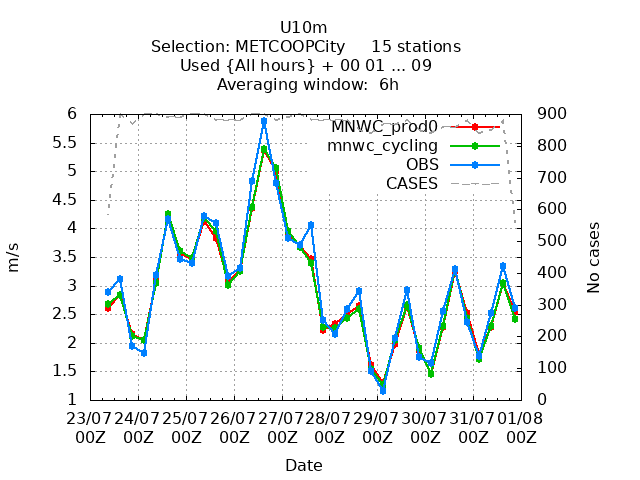 U10m
Selection: METCOOPCity     15 stations
Used {All hours} + 00 01 ... 09
Averaging window:  6h
MNWC_prod0
mnwc_cycling
OBS
CASES
m/s
6
5.5
5
4.5
4
3.5
3
2.5
2
1.5
1
No cases
900
800
700
600
500
400
300
200
100
0
23/07 24/07 25/07 26/07 27/07 28/07 29/07 30/07 31/07 01/08
00Z 00Z 00Z 00Z 00Z 00Z 00Z 00Z 00Z 00Z
Date